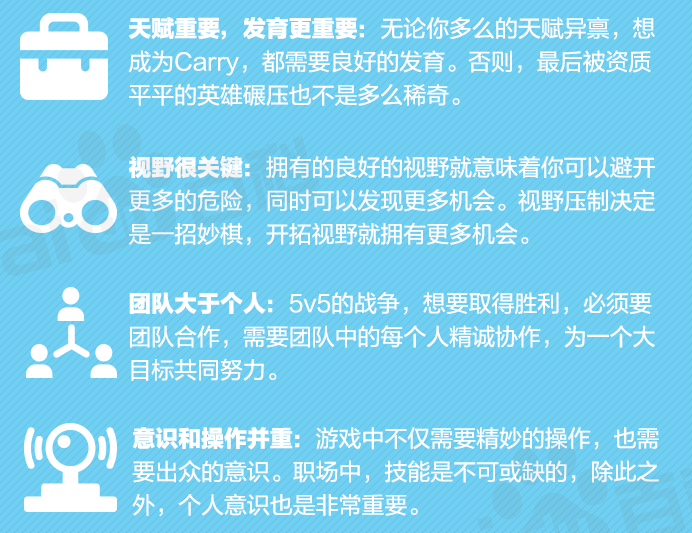 天赋重要，发育更重要：无论你多么的天赋异禀，想
成为Carry，都需要良好的发育。否则，最后被资质
平平的英雄碾压也不是多么稀奇。
视野很关键：拥有的良好的视野就意味着你可以避开
更多的危险，同时可以发现更多机会。视野压制决定
是一招妙棋，开拓视野就拥有更多机会。
团队大于个人：5v5的战争，想要取得胜利，必须要
团队合作，需要团队中的每个人精诚协作，为一个大
目标共同努力。
意识和操作并重：游戏中不仅需要精妙的操作，也需
要出众的意识。职场中，技能是不可或缺的，除此之
外，个人意识也是非常重要。